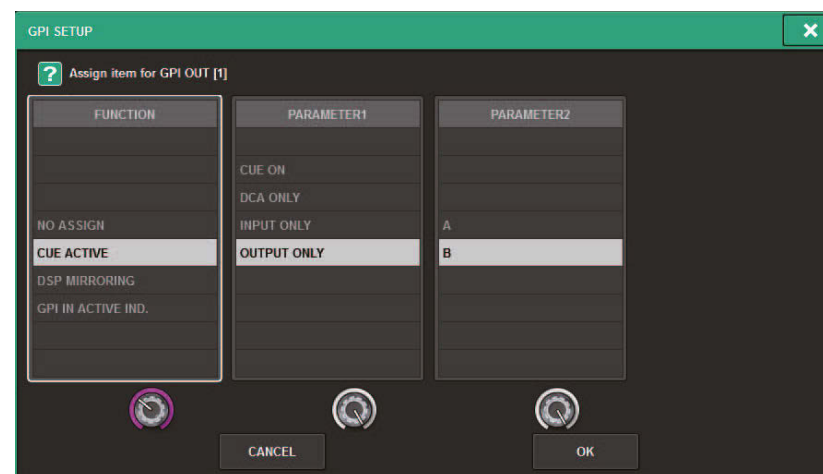 GPI SETUP
? Assign item for GPI OUT [1]
FUNCTION
NO ASSIGN
CUE ACTIVE
DSP MIRRORING
GPI IN ACTIVE IND.
PARAMETER1
CUE ON
DCA ONLY
INPUT ONLY
OUTPUT ONLY
PARAMETER2
A
B
CANCEL
OK